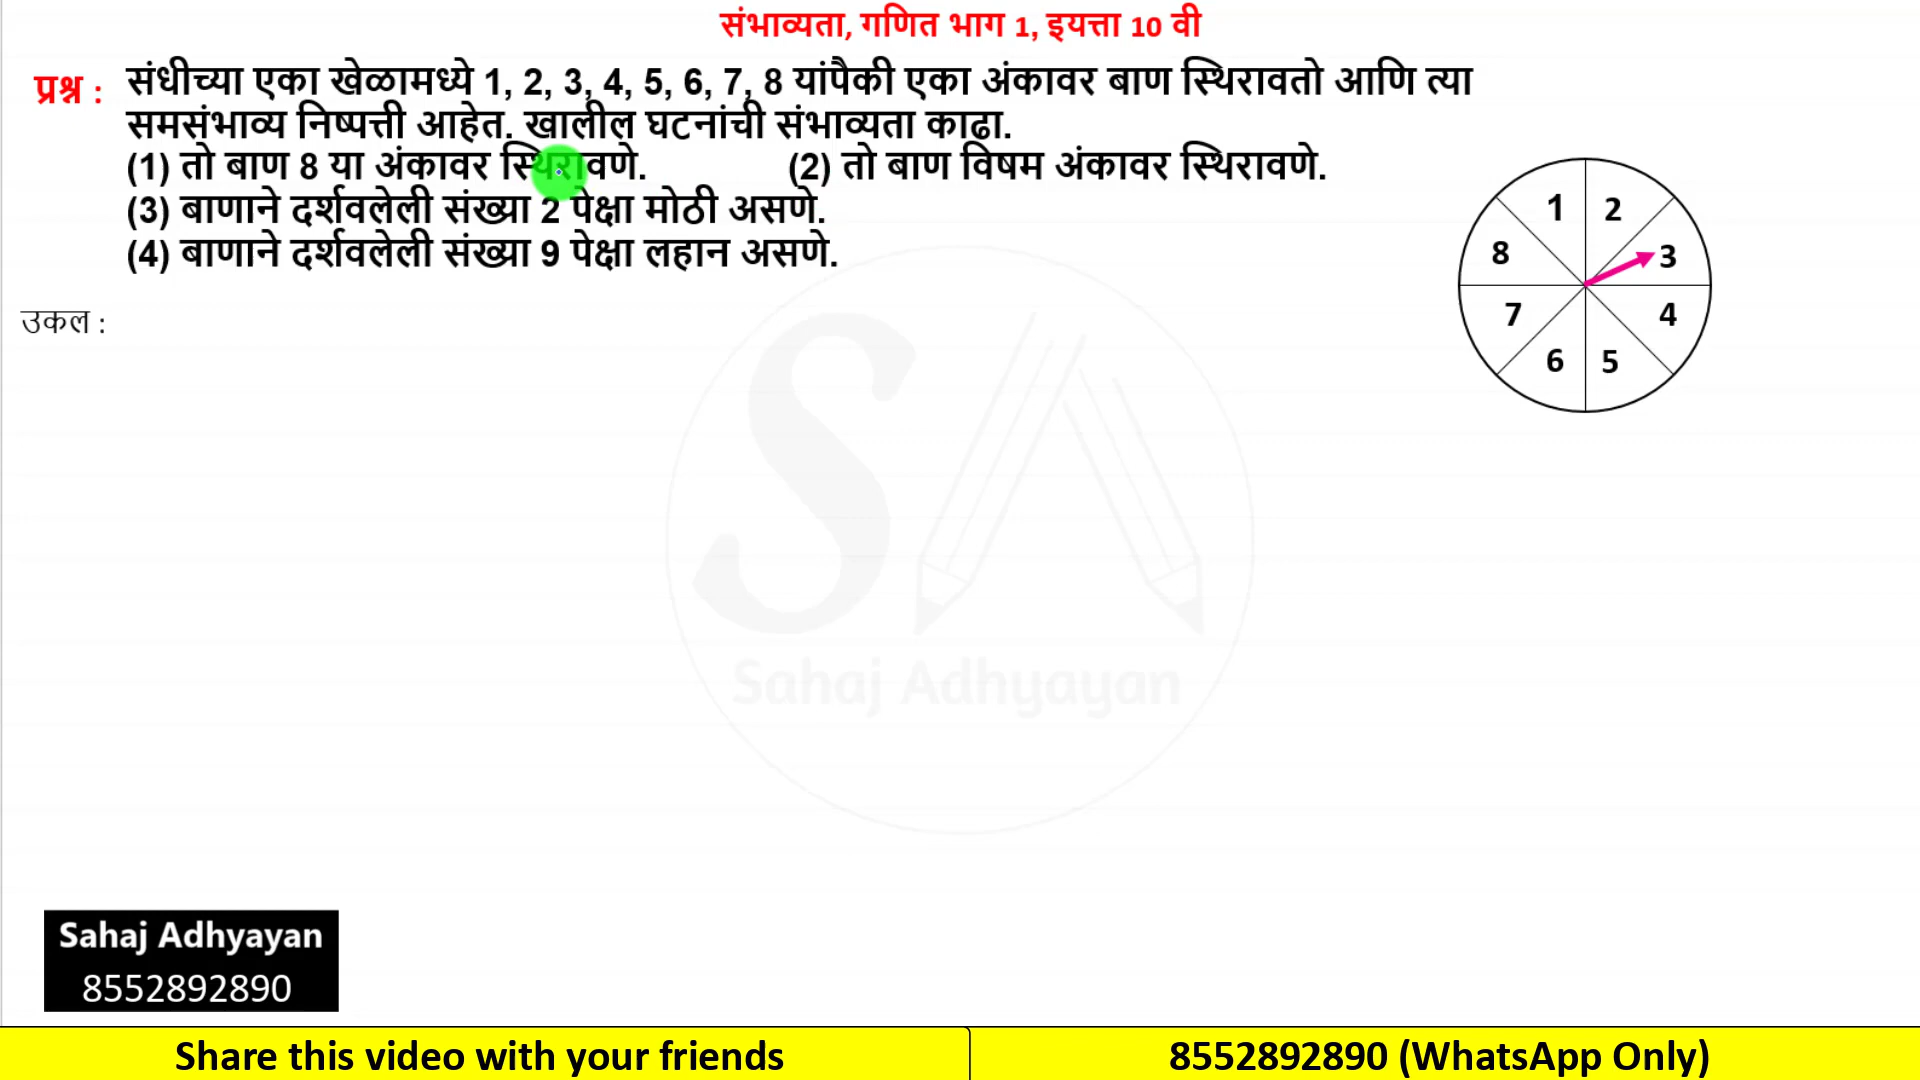 संभाव्यता, गणित भाग 1, इयत्ता 10 वी
प्रश्न : संधीच्या एका खेळामध्ये 1, 2, 3, 4, 5, 6, 7, 8 यांपैकी एका अंकावर बाण स्थिरावतो आणि त्या
समसंभाव्य निष्पत्ती आहेत. खालील घटनांची संभाव्यता काढा.
(1) तो बाण 8 या अंकावर स्थिरावणे. (2) तो बाण विषम अंकावर स्थिरावणे.
(3) बाणाने दर्शवलेली संख्या 2 पेक्षा मोठी असणे.
(4) बाणाने दर्शवलेली संख्या 9 पेक्षा लहान असणे.
1 2
8 3
7 4
6 5
उकल :
Sahaj Adhyayan
Sahaj Adhyayan
8552892890
Share this video with your friends
8552892890 (WhatsApp Only)